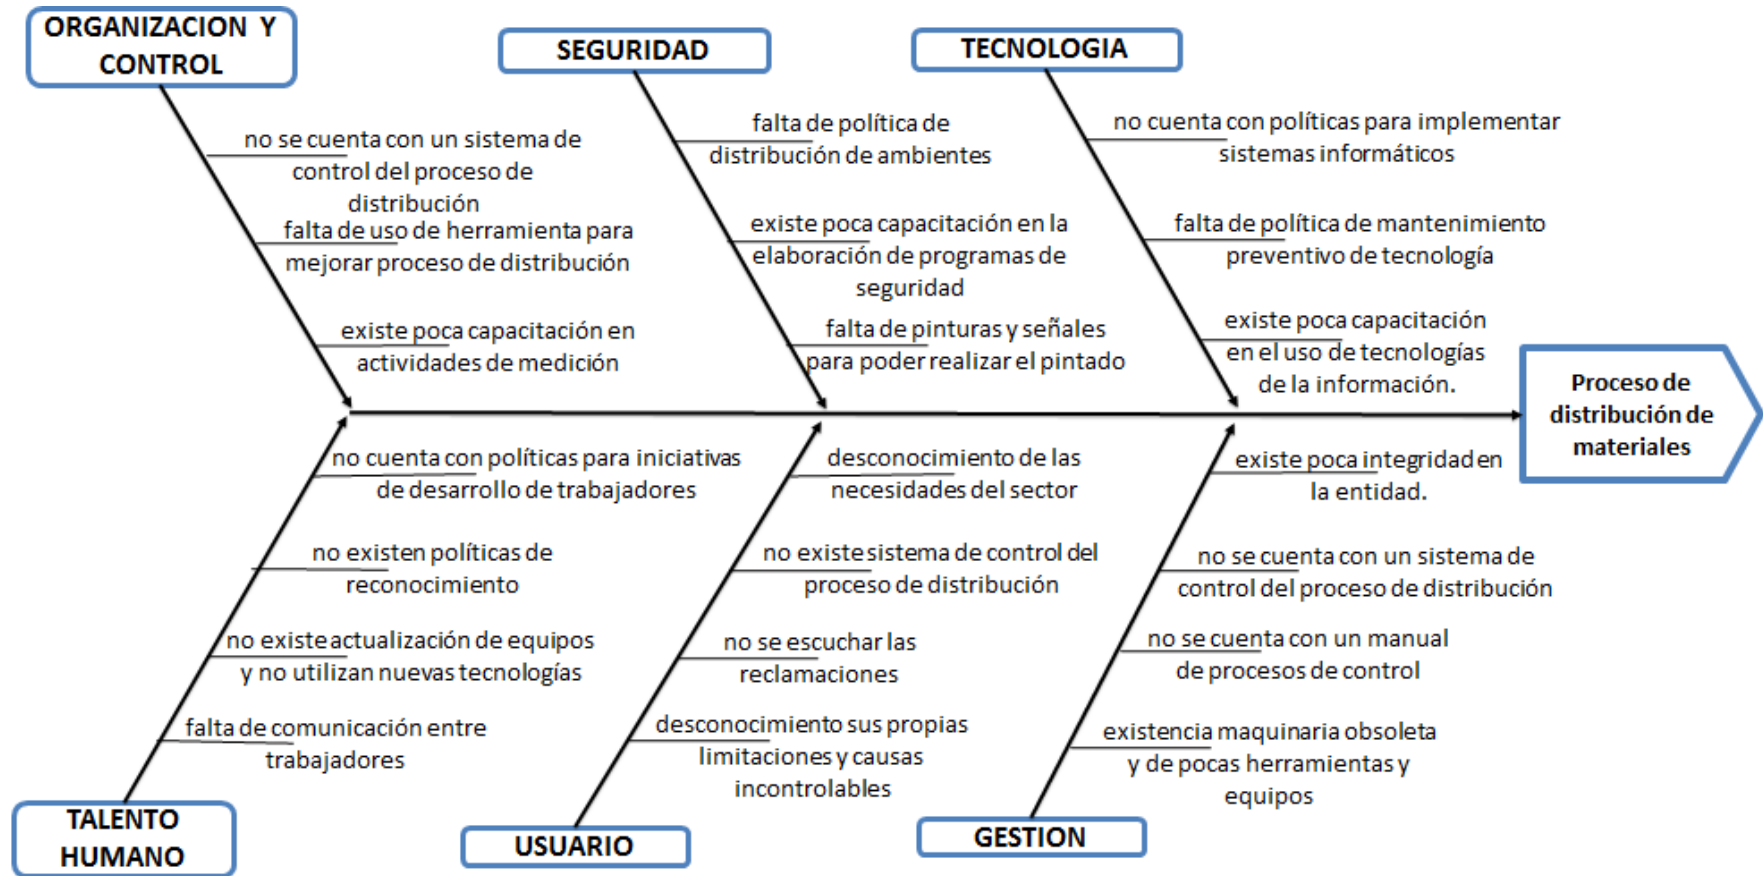 ORGANIZACION Y
CONTROL
SEGURIDAD
TECNOLOGIA
no se cuenta con un sistema de
control del proceso de
distribución
falta de uso de herramienta para
mejorar proceso de distribución
existe poca capacitación en
actividades de medición
falta de política de
distribución de ambientes
existe poca capacitación en la
elaboración de programas de
seguridad
falta de pinturas y señales
para poder realizar el pintado
no cuenta con políticas para implementar
sistemas informáticos
falta de política de mantenimiento
preventivo de tecnología
existe poca capacitación
en el uso de tecnologías
de la información.
Proceso de
distribución de
materiales
no cuenta con políticas para iniciativas
de desarrollo de trabajadores
no existen políticas de
reconocimiento
no existe actualización de equipos
y no utilizan nuevas tecnologías
falta de comunicación entre
trabajadores
desconocimiento de las
necesidades del sector
no existe sistema de control del
proceso de distribución
no se escuchar las
reclamaciones
desconocimiento sus propias
limitaciones y causas
incontrolables
existe poca integridad en
la entidad.
no se cuenta con un sistema de
control del proceso de distribución
no se cuenta con un manual
de procesos de control
existencia maquinaria obsoleta
y de pocas herramientas y
equipos
TALENTO
HUMANO
USUARIO
GESTION